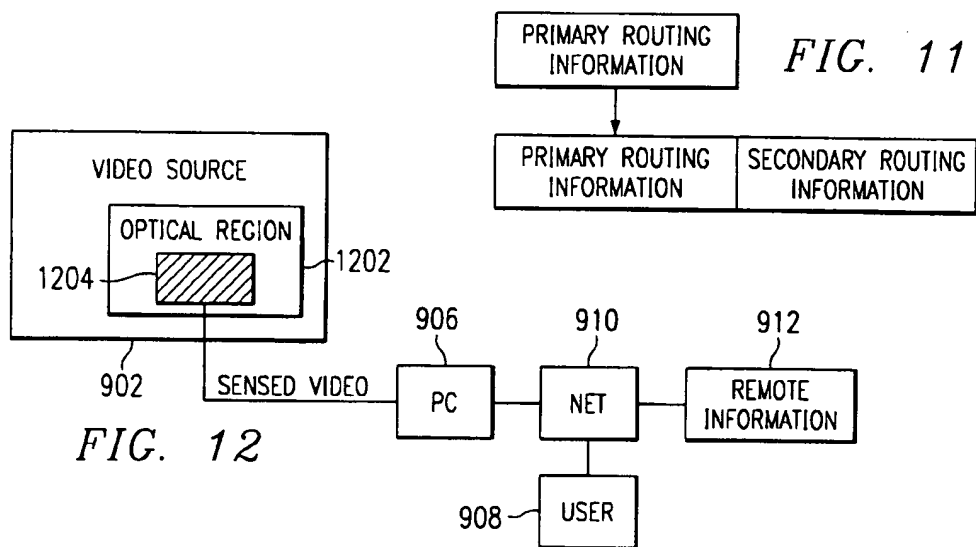 PRIMARY ROUTING
INFORMATION
FIG. 11
PRIMARY ROUTING
INFORMATION
SECONDARY ROUTING
INFORMATION
VIDEO SOURCE
OPTICAL REGION
1204
1202
902
SENSED VIDEO
906
PC
910
NET
912
REMOTE
INFORMATION
908
USER
FIG. 12